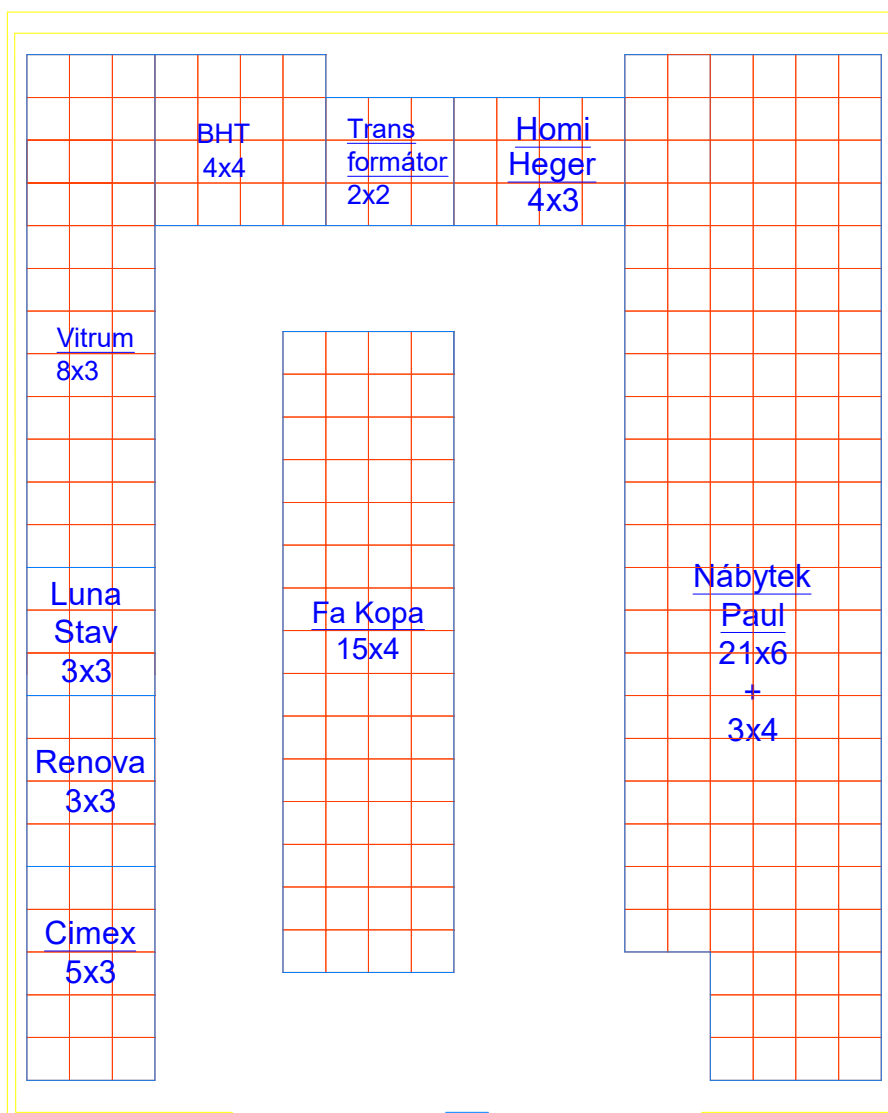 BHT
4x4
Trans
formátor
2x2
Homi
Heger
4x3
Vitrum
8x3
Luna
Stav
3x3
Fa Kopa
15x4
Nábytek
Paul
21x6
+
3x4
Renova
3x3
Cimex
5x3